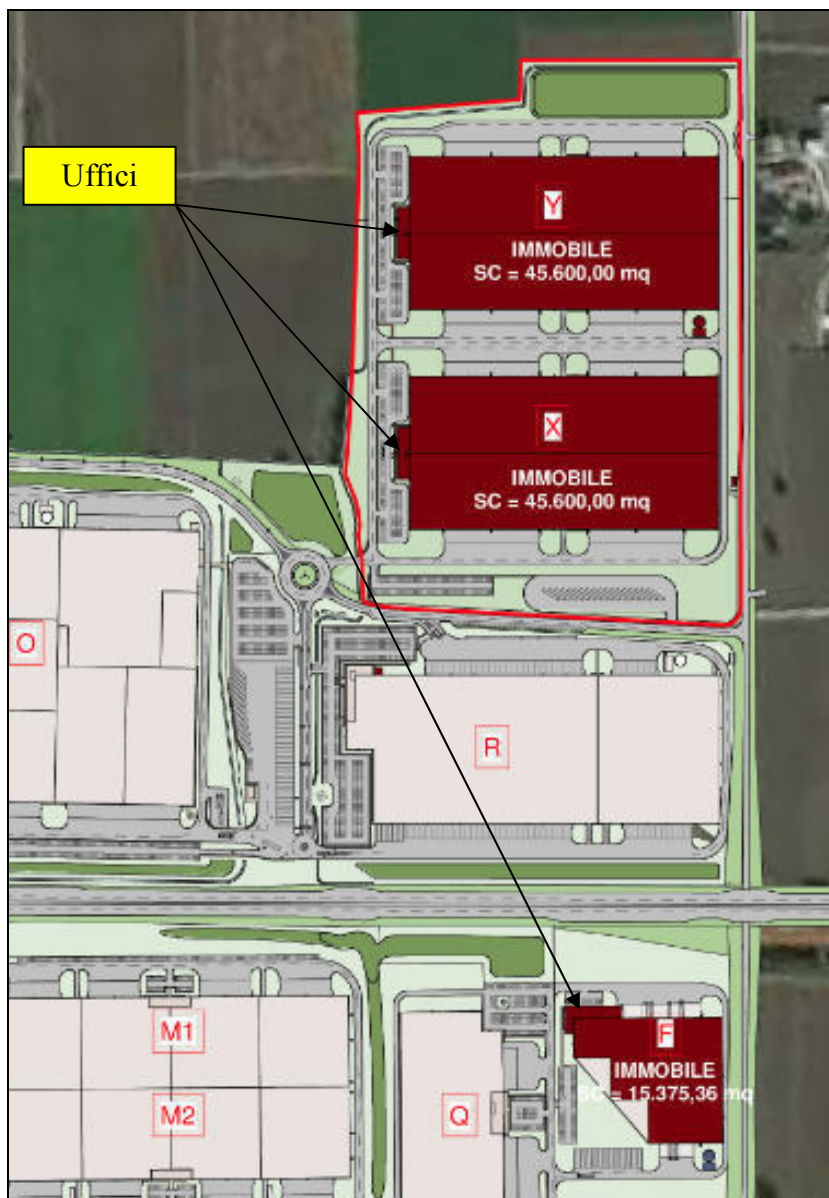 Uffici
Y
IMMOBILE
SC = 45.600,00 mq
X
IMMOBILE
SC = 45.600,00 mq
O
R
M1
M2
Q
F
IMMOBILE
SC = 15.375,36 mq